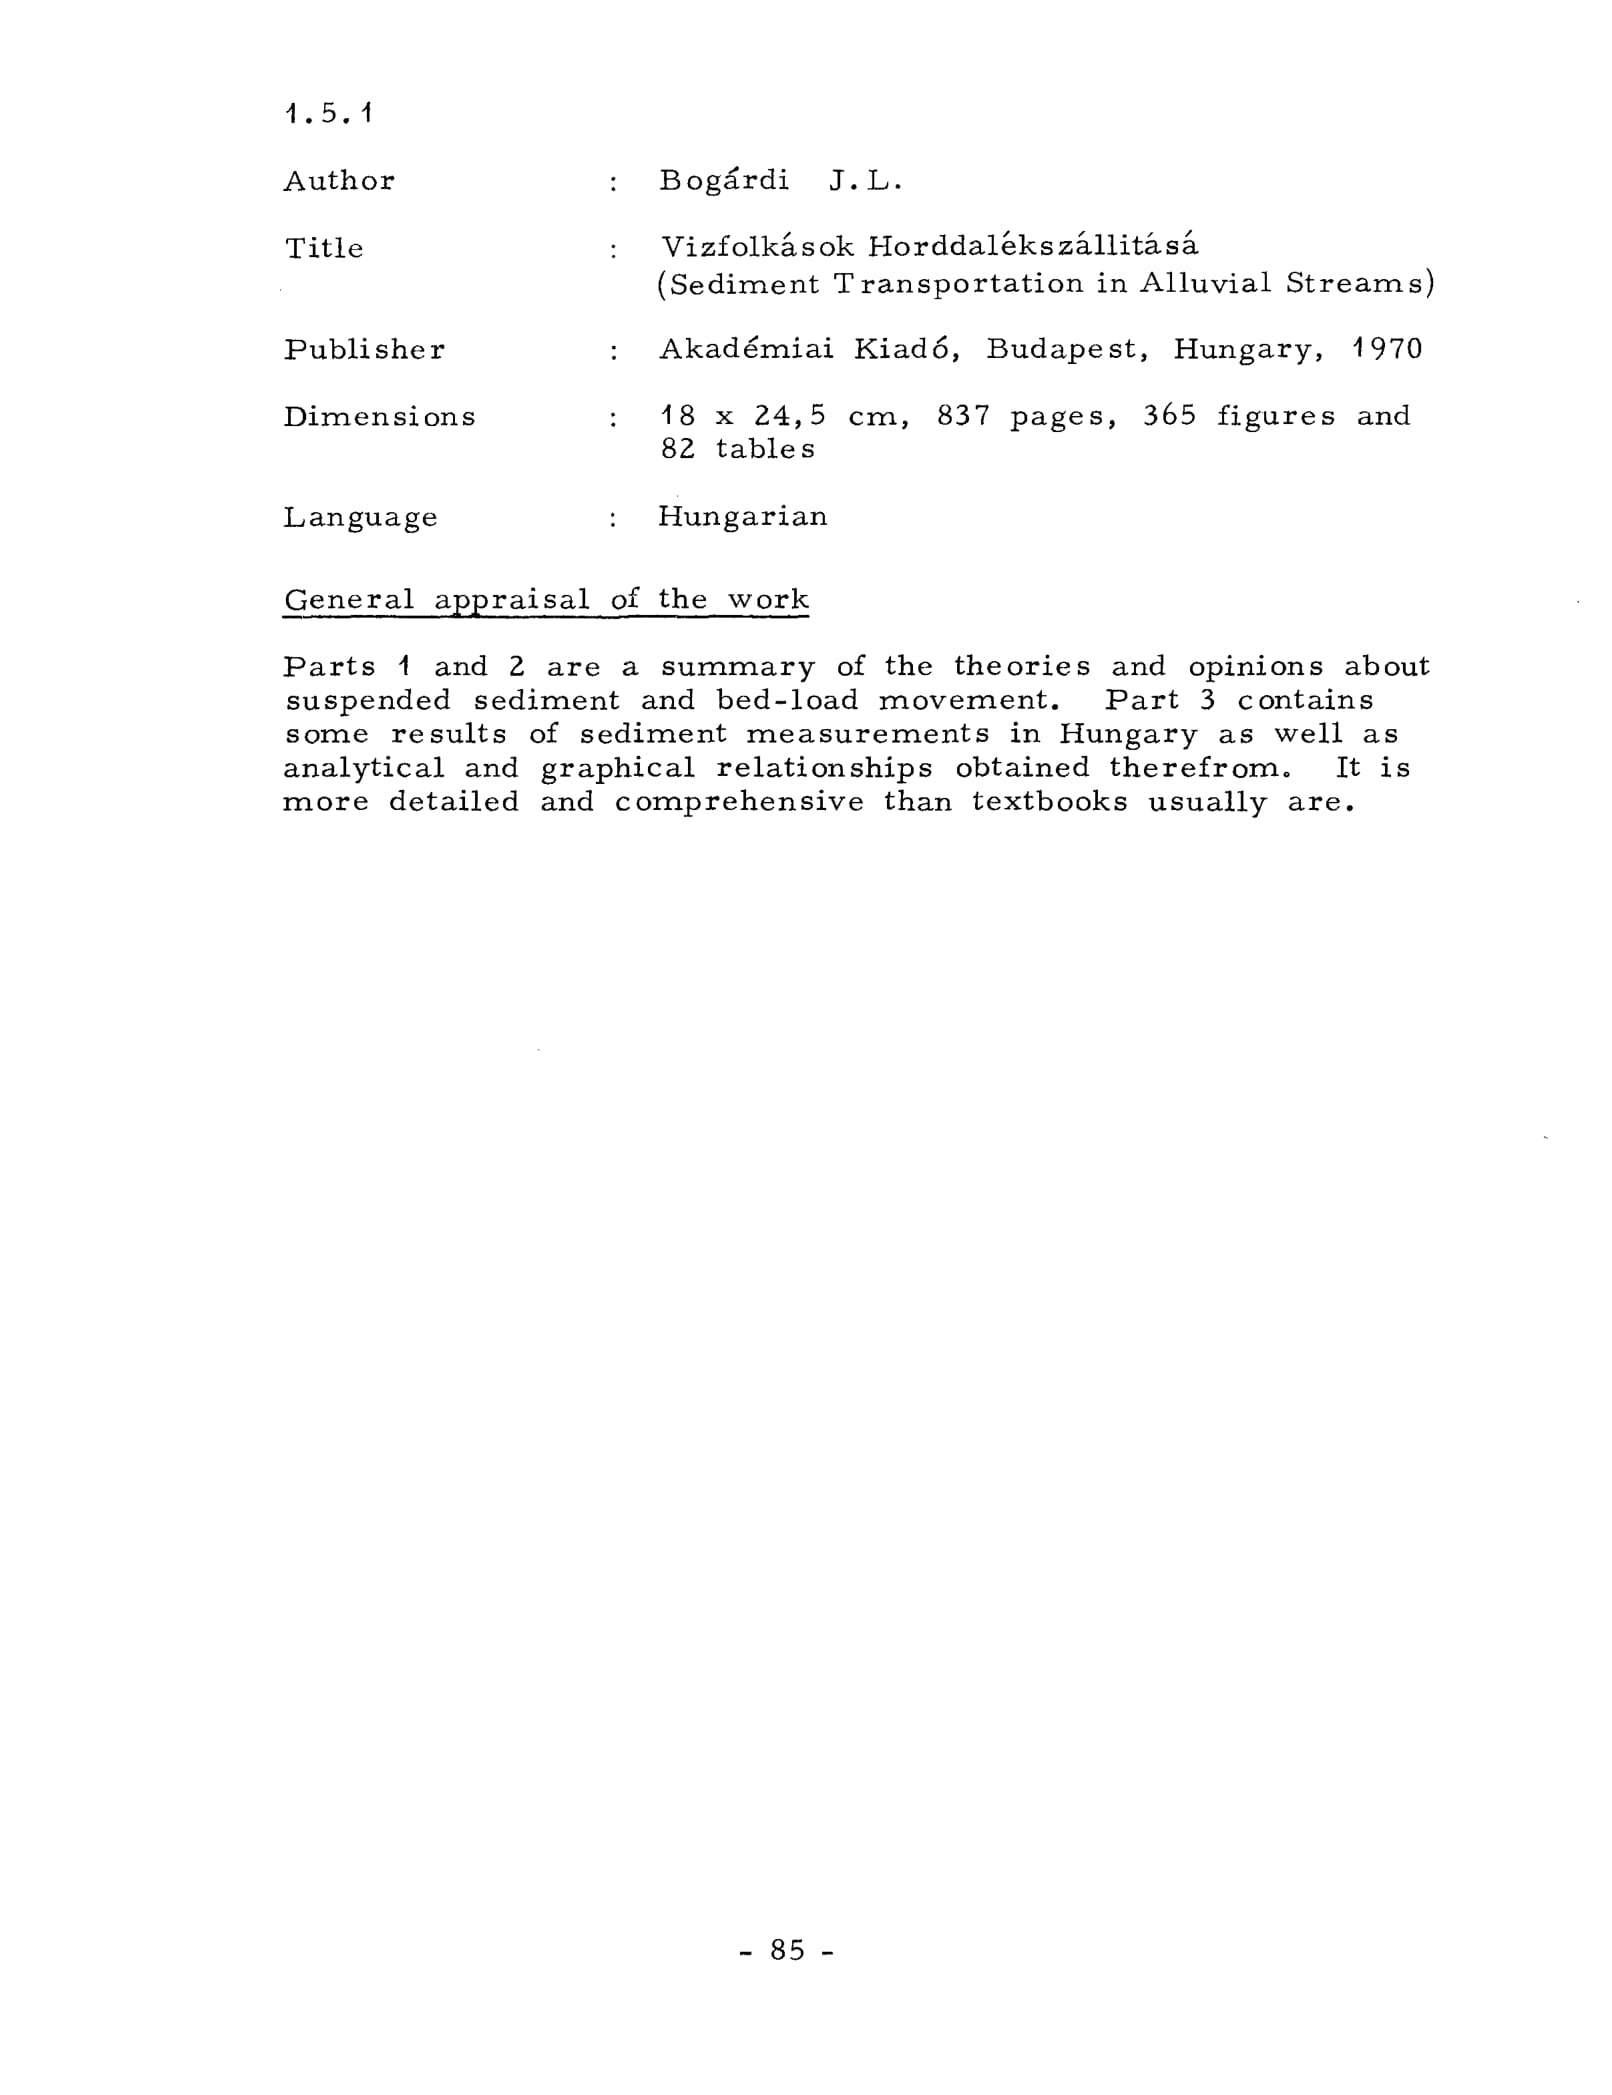 1.5.1
Author : Bogárdi J.L.
Title : Vizfolkások Horddalékszállitásá
(Sediment Transportation in Alluvial Streams)
Publisher : Akadémiai Kiadó, Budapest, Hungary, 1970
Dimensions : 18 x 24,5 cm, 837 pages, 365 figures and
82 tables
Language : Hungarian
General appraisal of the work
Parts 1 and 2 are a summary of the theories and opinions about
suspended sediment and bed-load movement. Part 3 contains
some results of sediment measurements in Hungary as well as
analytical and graphical relationships obtained therefrom. It is
more detailed and comprehensive than textbooks usually are.
- 85 -